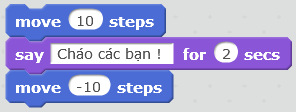 move 10 steps
say Cháo các bạn ! for 2 secs
move -10 steps